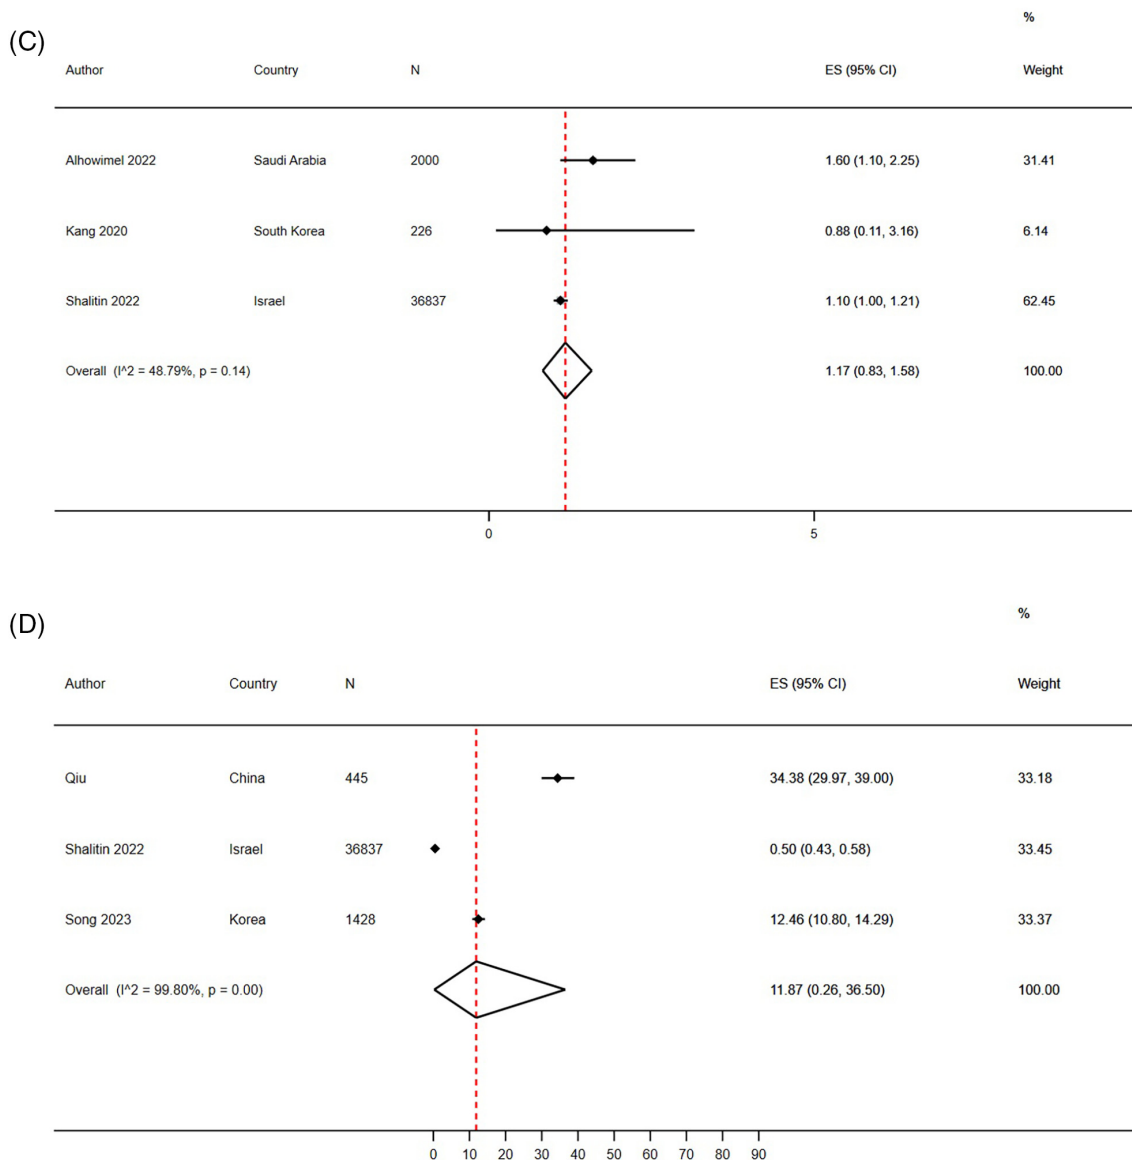 (C)
%
Author Country N ES (95% CI) Weight
Alhowimel 2022 Saudi Arabia 2000 1.60 (1.10, 2.25) 31.41
Kang 2020 South Korea 226 0.88 (0.11, 3.16) 6.14
Shalitin 2022 Israel 36837 1.10 (1.00, 1.21) 62.45
Overall (I^2 = 48.79%, p = 0.14) 1.17 (0.83, 1.58) 100.00
0 5
(D)
%
Author Country N ES (95% CI) Weight
Qiu China 445 34.38 (29.97, 39.00) 33.18
Shalitin 2022 Israel 36837 0.50 (0.43, 0.58) 33.45
Song 2023 Korea 1428 12.46 (10.80, 14.29) 33.37
Overall (I^2 = 99.80%, p = 0.00) 11.87 (0.26, 36.50) 100.00
0 10 20 30 40 50 60 70 80 90